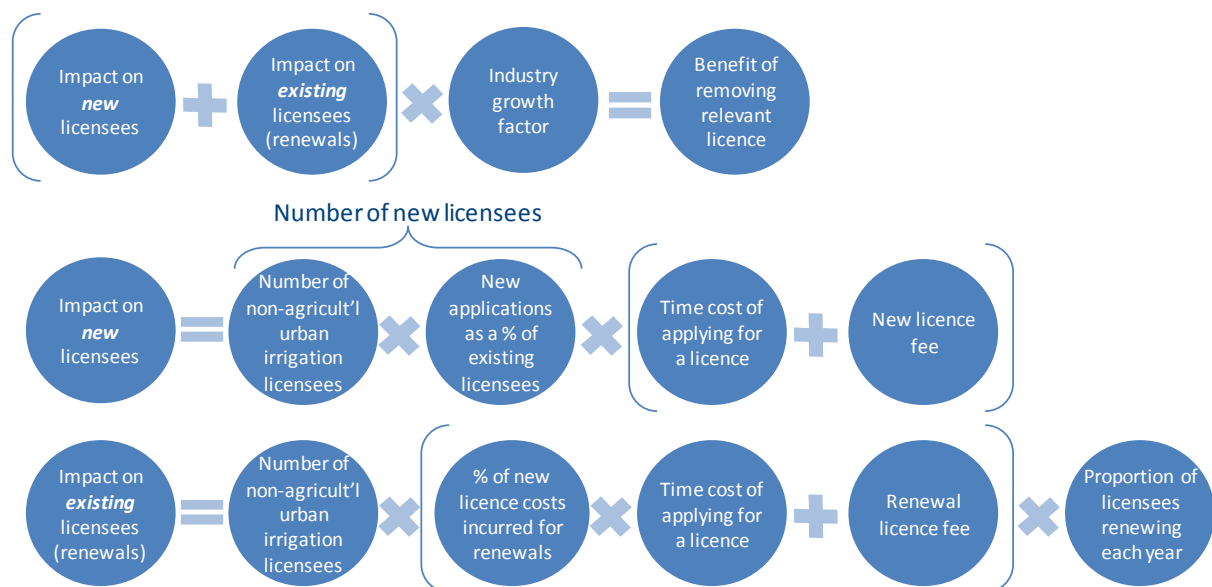 Impact on
new
licensees
Impact on
existing
licensees
(renewals)
Industry
growth
factor
Benefit of
removing
relevant
licence
Number of new licensees
Impact on
new
licensees
Number of
non-agricult'l
urban
irrigation
licensees
New
applications
as a % of
existing
licensees
Time cost of
applying for
a licence
New licence
fee
Impact on
existing
licensees
(renewals)
Number of
non-agricult'l
urban
irrigation
licensees
% of new
licence costs
incurred for
renewals
Time cost of
applying for
a licence
Renewal
licence fee
Proportion of
licensees
renewing
each year